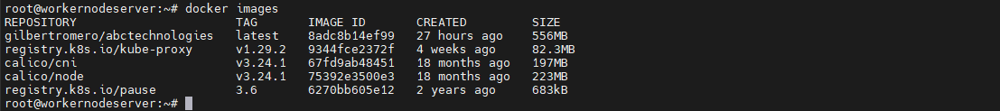 root@workernodeserver:~# docker images
REPOSITORY TAG IMAGE ID CREATED SIZE
gilbertromero/abctechnologies latest 8adc8b14ef99 27 hours ago 556MB
registry.k8s.io/kube-proxy v1.29.2 9344fce2372f 4 weeks ago 82.3MB
calico/cni v3.24.1 67fd9ab48451 18 months ago 197MB
calico/node v3.24.1 75392e3500e3 18 months ago 223MB
registry.k8s.io/pause 3.6 6270bb605e12 2 years ago 683kB
root@workernodeserver:~#